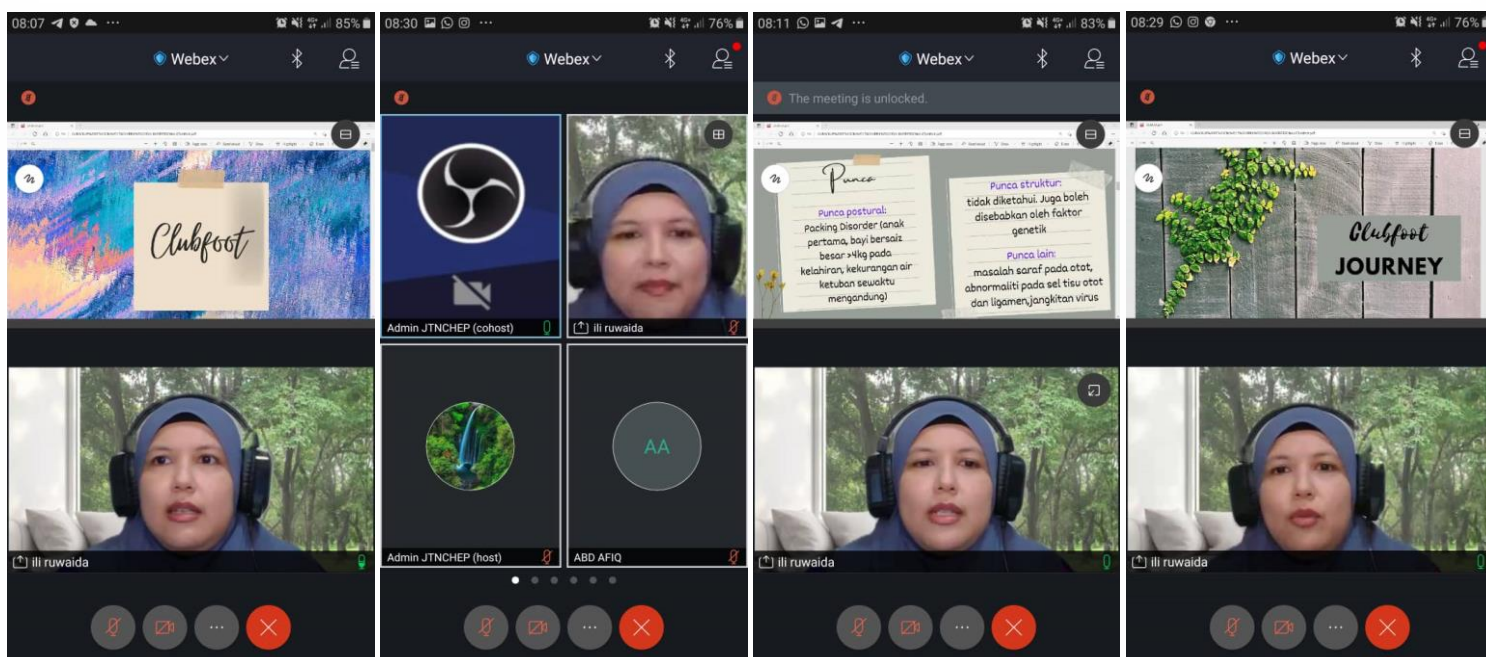 08:07
85%
Webex
Clubfoot
ili ruwaida
08:30
76%
Webex
Admin JTNCHEP (cohost)
ili ruwaida
Admin JTNCHEP (host)
AA
ABD AFIQ
08:11
83%
Webex
The meeting is unlocked.
Punca
Punca postural:
Packing Disorder (anak
pertama, bayi bersaiz
besar >4kg pada
kelahiran, kekurangan air
ketuban sewaktu
mengandung)
Punca struktur:
tidak diketahui. Juga boleh
disebabkan oleh faktor
genetik
Punca lain:
masalah saraf pada otot,
abnormaliti pada sel tisu otot
dan ligamen,jangkitan virus
ili ruwaida
08:29
76%
Webex
Clubfoot
JOURNEY
ili ruwaida